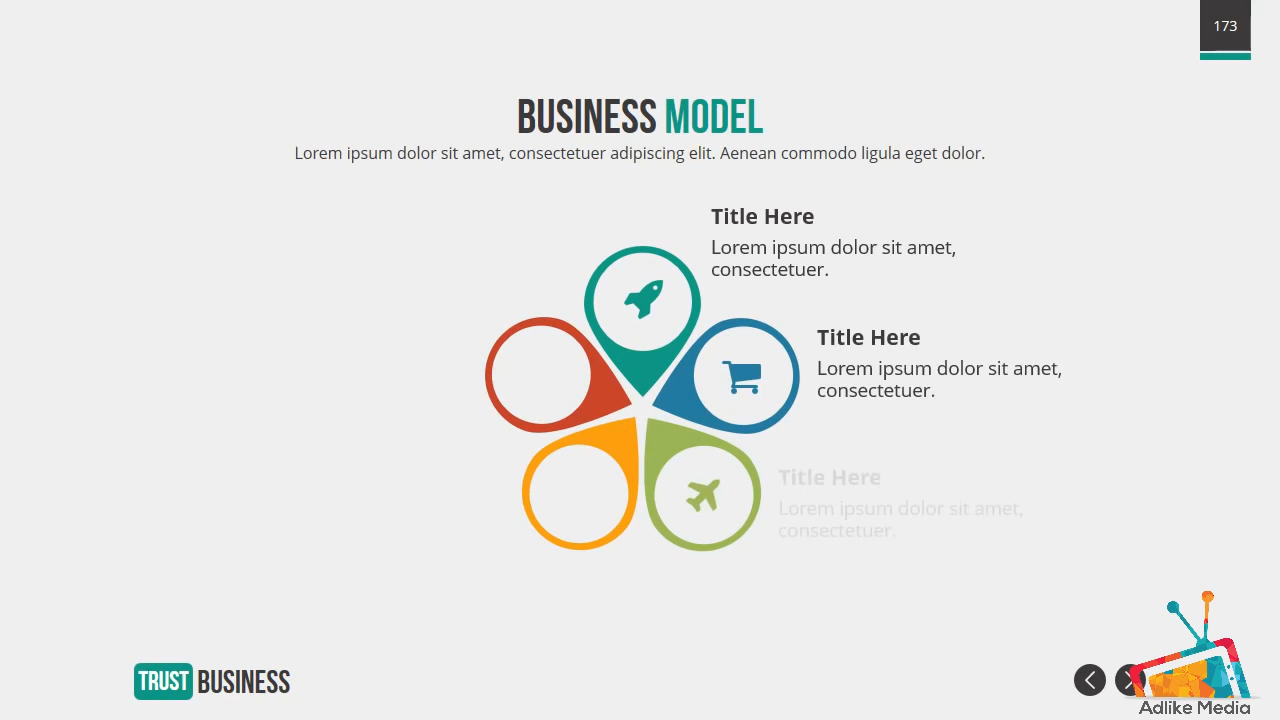 173
BUSINESS MODEL
Lorem ipsum dolor sit amet, consectetuer adipiscing elit. Aenean commodo ligula eget dolor.
Title Here
Lorem ipsum dolor sit amet,
consectetuer.
Title Here
Lorem ipsum dolor sit amet,
consectetuer.
Title Here
Lorem ipsum dolor sit amet,
consectetuer.
TRUST BUSINESS
Adlike Media